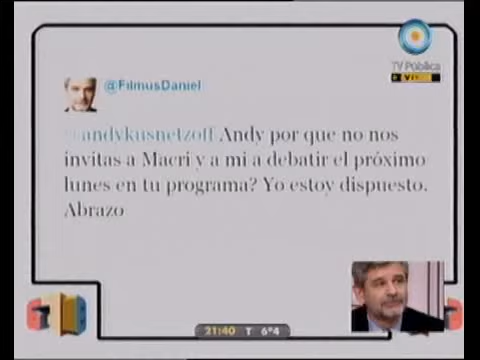 TV Pública
VIVO
@FilmusDaniel
@andykusnetzoff Andy por que no nos
invitas a Macri y a mi a debatir el próximo
lunes en tu programa? Yo estoy dispuesto.
Abrazo
21:40 T 6°4